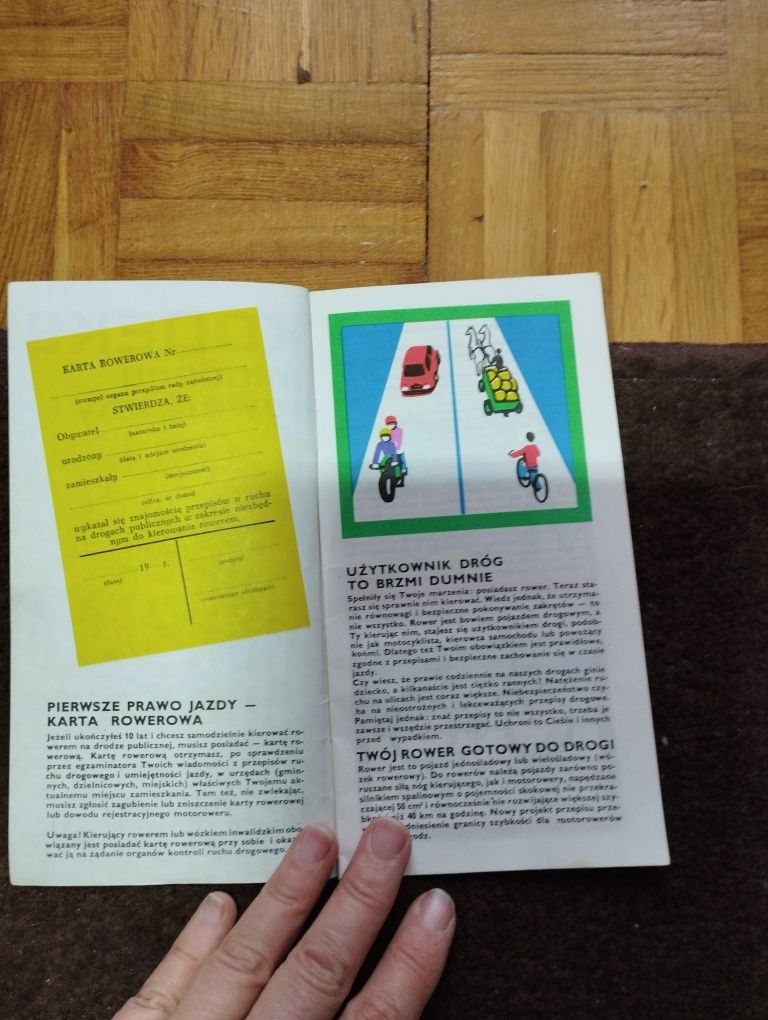 KARTA ROWEROWA Nr
(stempel organu prezydium rady narodowej)
STWIERDZA, ŻE:
Obywatel
(nazwisko i imię)
urodzony
(data i miejsce urodzenia)
zamieszkały
(miejscowość)
(ulica, nr domu)
wykazał się znajomością przepisów o ruchu
na drogach publicznych w zakresie niezbęd-
nym do kierowania rowerem.
19 r.
(data)
(podpis)
stanowisko służbowe
PIERWSZE PRAWO JAZDY —
KARTA ROWEROWA
Jeżeli ukończyłeś 10 lat i chcesz samodzielnie kierować ro-
werem na drodze publicznej, musisz posiadać — kartę ro-
werową. Kartę rowerową otrzymasz, po sprawdzeniu
przez egzaminatora Twoich wiadomości z przepisów ru-
chu drogowego i umiejętności jazdy, w urzędach (gmin-
nych, dzielnicowych, miejskich) właściwych Twojemu ak-
tualnemu miejscu zamieszkania. Tam też, nie zwlekając,
musisz zgłosić zagubienie lub zniszczenie karty rowerowej
lub dowodu rejestracyjnego motoroweru.
Uwaga! Kierujący rowerem lub wózkiem inwalidzkim obo-
wiązany jest posiadać kartę rowerową przy sobie i okazy-
wać ją na żądanie organów kontroli ruchu drogowego.
UŻYTKOWNIK DRÓG
TO BRZMI DUMNIE
Spełniły się Twoje marzenia: posiadasz rower. Teraz sta-
rasz się sprawnie nim kierować. Wiedz jednak, że utrzyma-
nie równowagi i bezpieczne pokonywanie zakrętów — to
nie wszystko. Rower jest bowiem pojazdem drogowym, a
Ty kierując nim, stajesz się użytkownikiem drogi, podob-
nie jak motocyklista, kierowca samochodu lub powożący
końmi. Dlatego też Twoim obowiązkiem jest prawidłowe,
zgodne z przepisami i bezpieczne zachowanie się w czasie
jazdy.
Czy wiesz, że prawie codziennie na naszych drogach ginie
dziecko, a kilkanaście jest ciężko rannych? Natężenie ru-
chu na ulicach jest coraz większe. Niebezpieczeństwo czy-
ha na nieostrożnych i lekceważących przepisy drogowe.
Pamiętaj jednak: znać przepisy to nie wszystko, trzeba je
zawsze i wszędzie przestrzegać. Uchroni to Ciebie i innych
przed wypadkiem.
TWÓJ ROWER GOTOWY DO DROGI
Rower jest to pojazd jednośladowy lub wielośladowy (wó-
zek rowerowy). Do rowerów należą pojazdy zarówno po-
ruszane siłą nóg kierującego, jak i motorowery, napędzane
silnikiem spalinowym o pojemności skokowej nie przekra-
czającej 50 cm³ i równocześnie nie rozwijające większej szy-
bkości niż 40 km na godzinę. Nowy projekt przepisu prze-
dniesienie granicy szybkości dla motorowerów
odz.